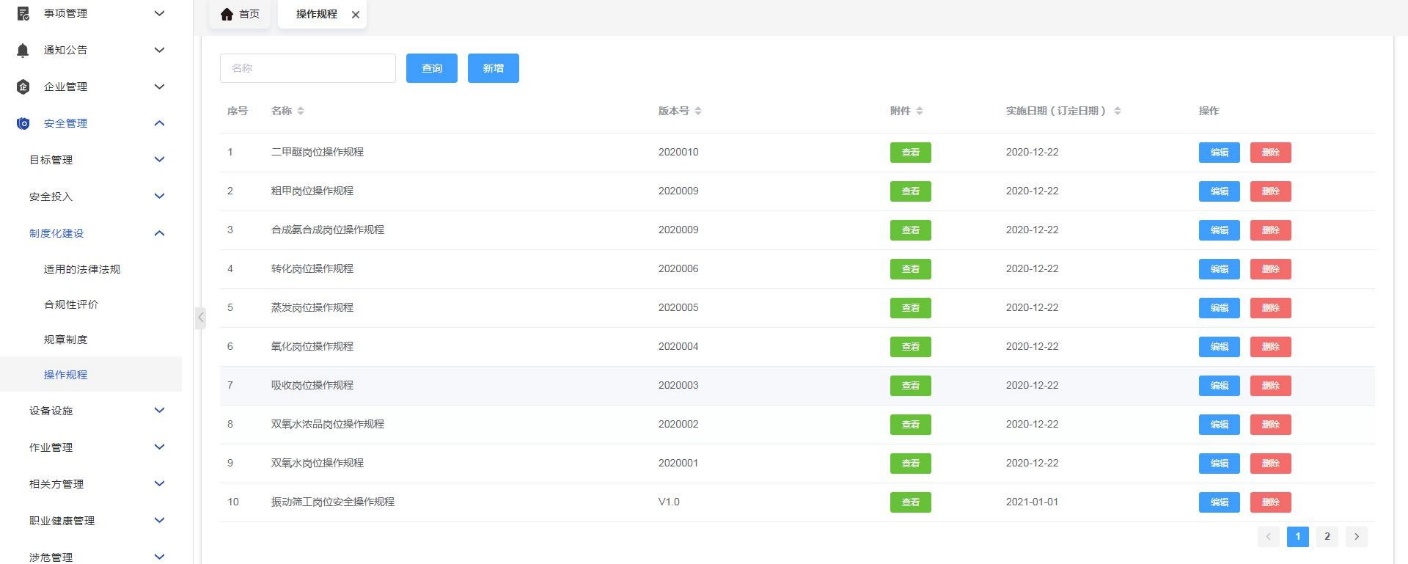 事项管理
通知公告
企业管理
安全管理
目标管理
安全投入
制度化建设
适用的法律法规
合规性评价
规章制度
操作规程
设备设施
作业管理
相关方管理
职业健康管理
涉危管理
首页 操作规程
名称 查询 新增
序号 名称 版本号 附件 实施日期（订定日期） 操作
1 二甲醚岗位操作规程 2020010 查看 2020-12-22 编辑 删除
2 粗甲岗位操作规程 2020009 查看 2020-12-22 编辑 删除
3 合成氨合成岗位操作规程 2020009 查看 2020-12-22 编辑 删除
4 转化岗位操作规程 2020006 查看 2020-12-22 编辑 删除
5 蒸发岗位操作规程 2020005 查看 2020-12-22 编辑 删除
6 氧化岗位操作规程 2020004 查看 2020-12-22 编辑 删除
7 吸收岗位操作规程 2020003 查看 2020-12-22 编辑 删除
8 双氧水浓品岗位操作规程 2020002 查看 2020-12-22 编辑 删除
9 双氧水岗位操作规程 2020001 查看 2020-12-22 编辑 删除
10 振动筛工岗位安全操作规程 V1.0 查看 2021-01-01 编辑 删除
1 2